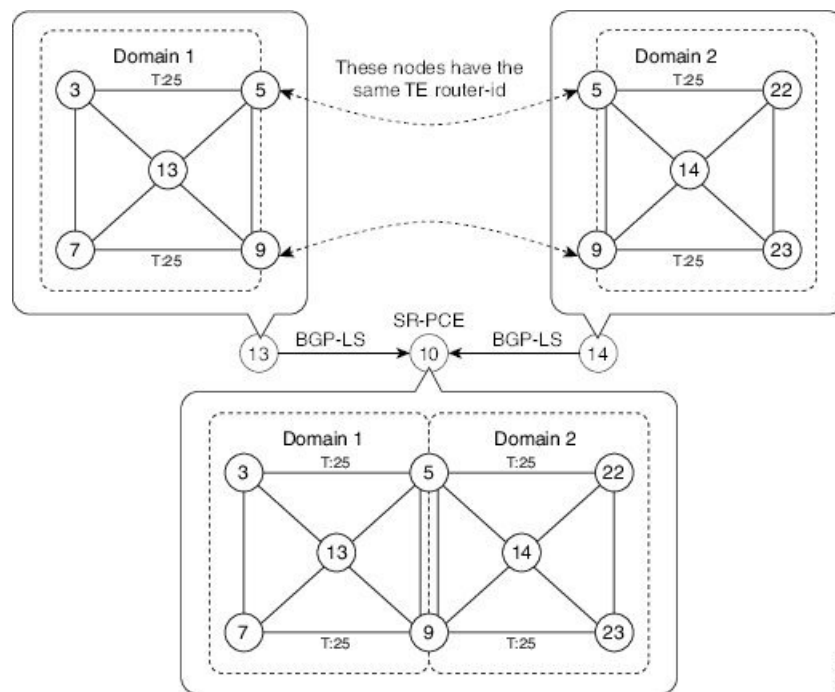 Domain 1
T:25
3
5
13
7
9
T:25
These nodes have the
same TE router-id
Domain 2
T:25
5
22
14
9
23
T:25
SR-PCE
13
BGP-LS
10
BGP-LS
14
Domain 1
Domain 2
T:25
T:25
3
5
22
13
14
7
9
23
T:25
T:25